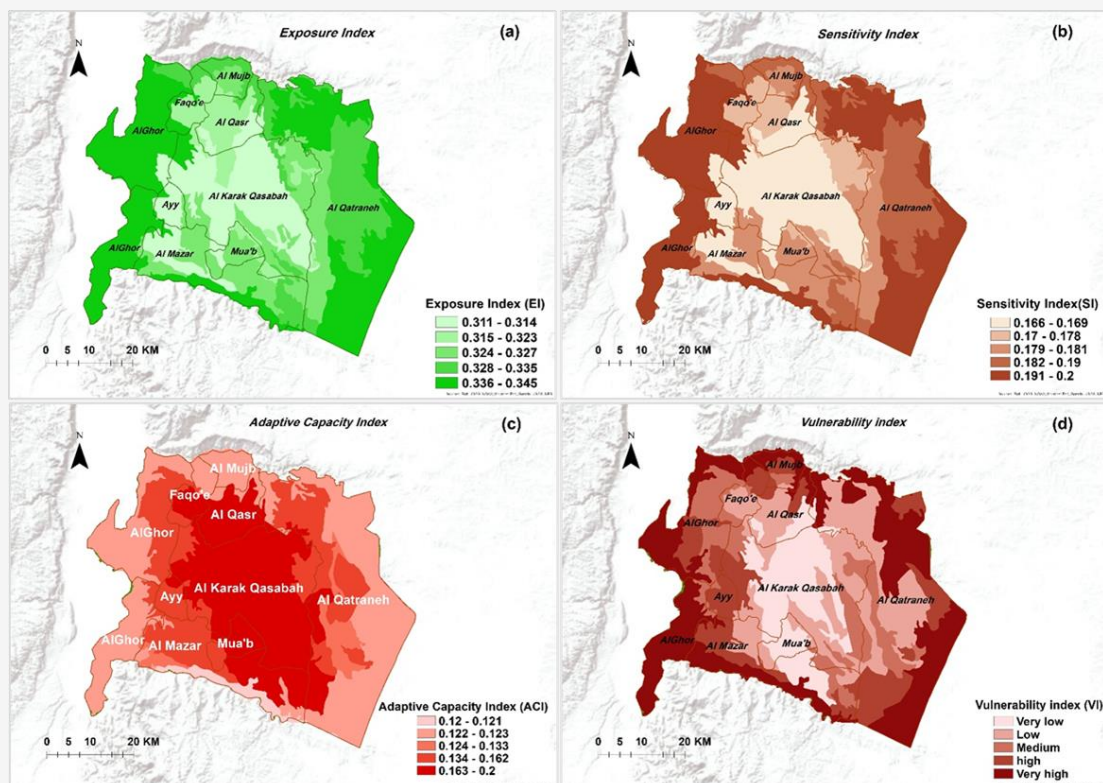 Exposure Index
(a)
N
Al Mujb
Faqo'e
AlGhor
Al Qasr
Al Karak Qasabah
Ayy
Al Qatraneh
AlGhor
Al Mazar
Mua'b
Exposure Index (EI)
0.311 - 0.314
0.315 - 0.323
0.324 - 0.327
0.328 - 0.335
0.336 - 0.345
0 5 10 20 KM
Sensitivity Index
(b)
N
Al Mujb
Faqo'e
AlGhor
Al Qasr
Al Karak Qasabah
Ayy
Al Qatraneh
AlGhor
Al Mazar
Mua'b
Sensitivity Index(SI)
0.166 - 0.169
0.17 - 0.178
0.179 - 0.181
0.182 - 0.19
0.191 - 0.2
0 5 10 20 KM
Adaptive Capacity Index
(c)
N
Al Mujb
Faqo'e
Al Qasr
AlGhor
Al Karak Qasabah
Ayy
Al Qatraneh
AlGhor
Al Mazar
Mua'b
Adaptive Capacity Index (ACI)
0.12 - 0.121
0.122 - 0.123
0.124 - 0.133
0.134 - 0.162
0.163 - 0.2
0 5 10 20 KM
Vulnerability index
(d)
N
Al Mujb
Faqo'e
Al Qasr
AlGhor
Al Karak Qasabah
Ayy
Al Qatraneh
AlGhor
Al Mazar
Mua'b
Vulnerability index (VI)
Very low
Low
Medium
high
Very high
0 5 10 20 KM